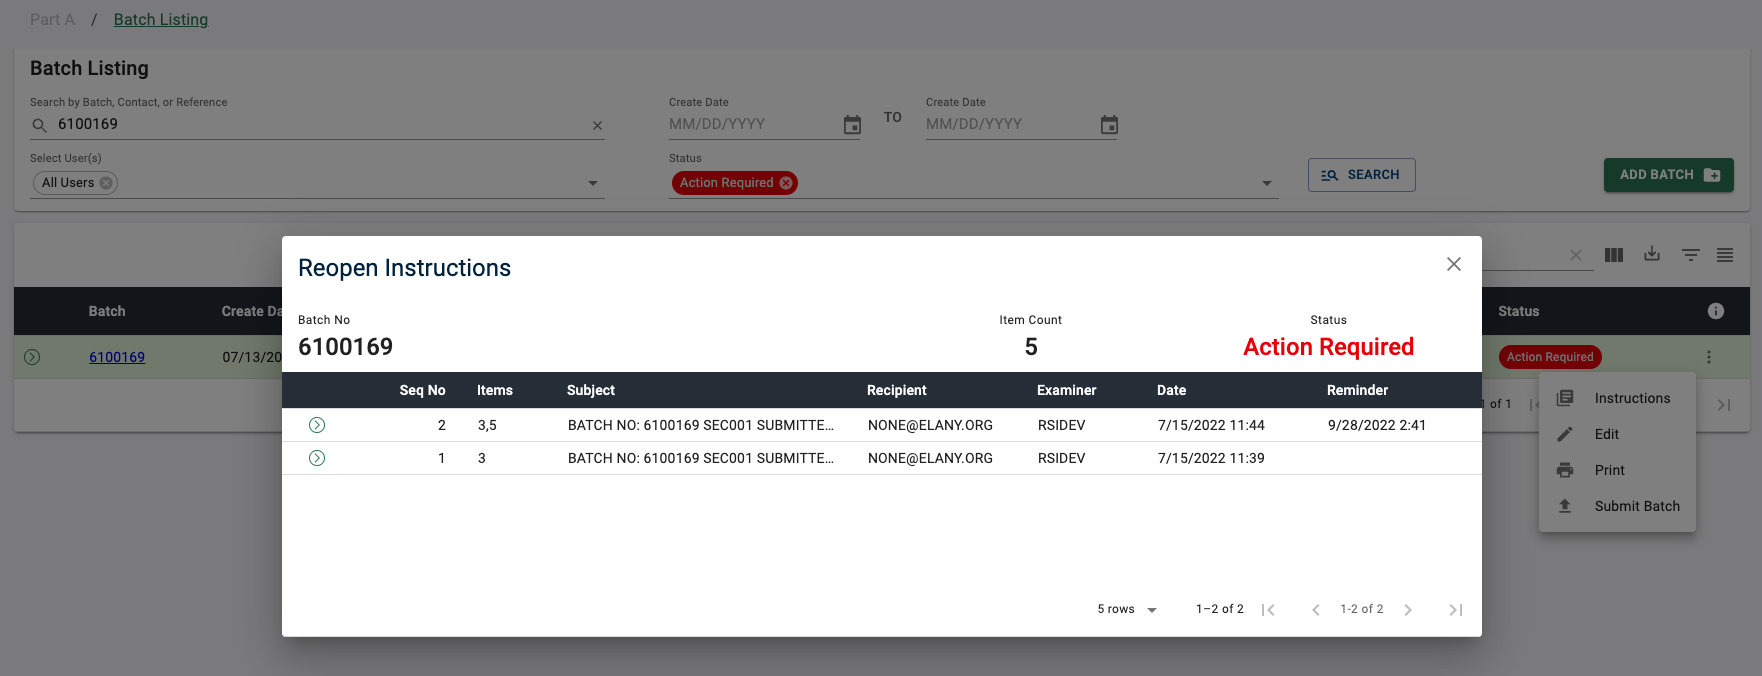 Part A / Batch Listing
Batch Listing
Search by Batch, Contact, or Reference
6100169
Create Date
MM/DD/YYYY
TO
Create Date
MM/DD/YYYY
Select User(s)
All Users
Status
Action Required
SEARCH
ADD BATCH
Batch Create Da Status
6100169 07/13/20 Action Required
of 1
Instructions
Edit
Print
Submit Batch
Reopen Instructions
Batch No Item Count Status
6100169 5 Action Required
Seq No Items Subject Recipient Examiner Date Reminder
2 3,5 BATCH NO: 6100169 SEC001 SUBMITTE... NONE@ELANY.ORG RSIDEV 7/15/2022 11:44 9/28/2022 2:41
1 3 BATCH NO: 6100169 SEC001 SUBMITTE... NONE@ELANY.ORG RSIDEV 7/15/2022 11:39
5 rows 1–2 of 2 1-2 of 2